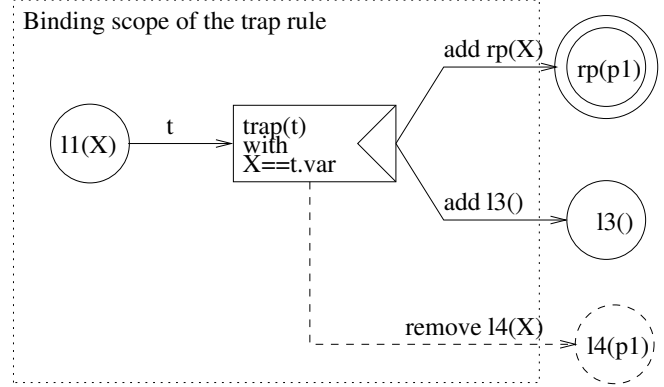 Binding scope of the trap rule
add rp(X)
rp(p1)
l1(X)
t
trap(t)
with
X==t.var
add l3()
l3()
remove l4(X)
l4(p1)